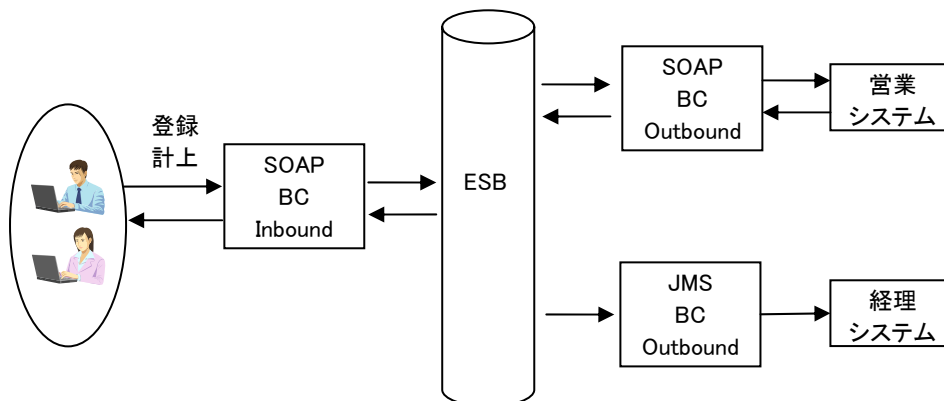 登録
計上
SOAP
BC
Inbound
ESB
SOAP
BC
Outbound
営業
システム
JMS
BC
Outbound
経理
システム